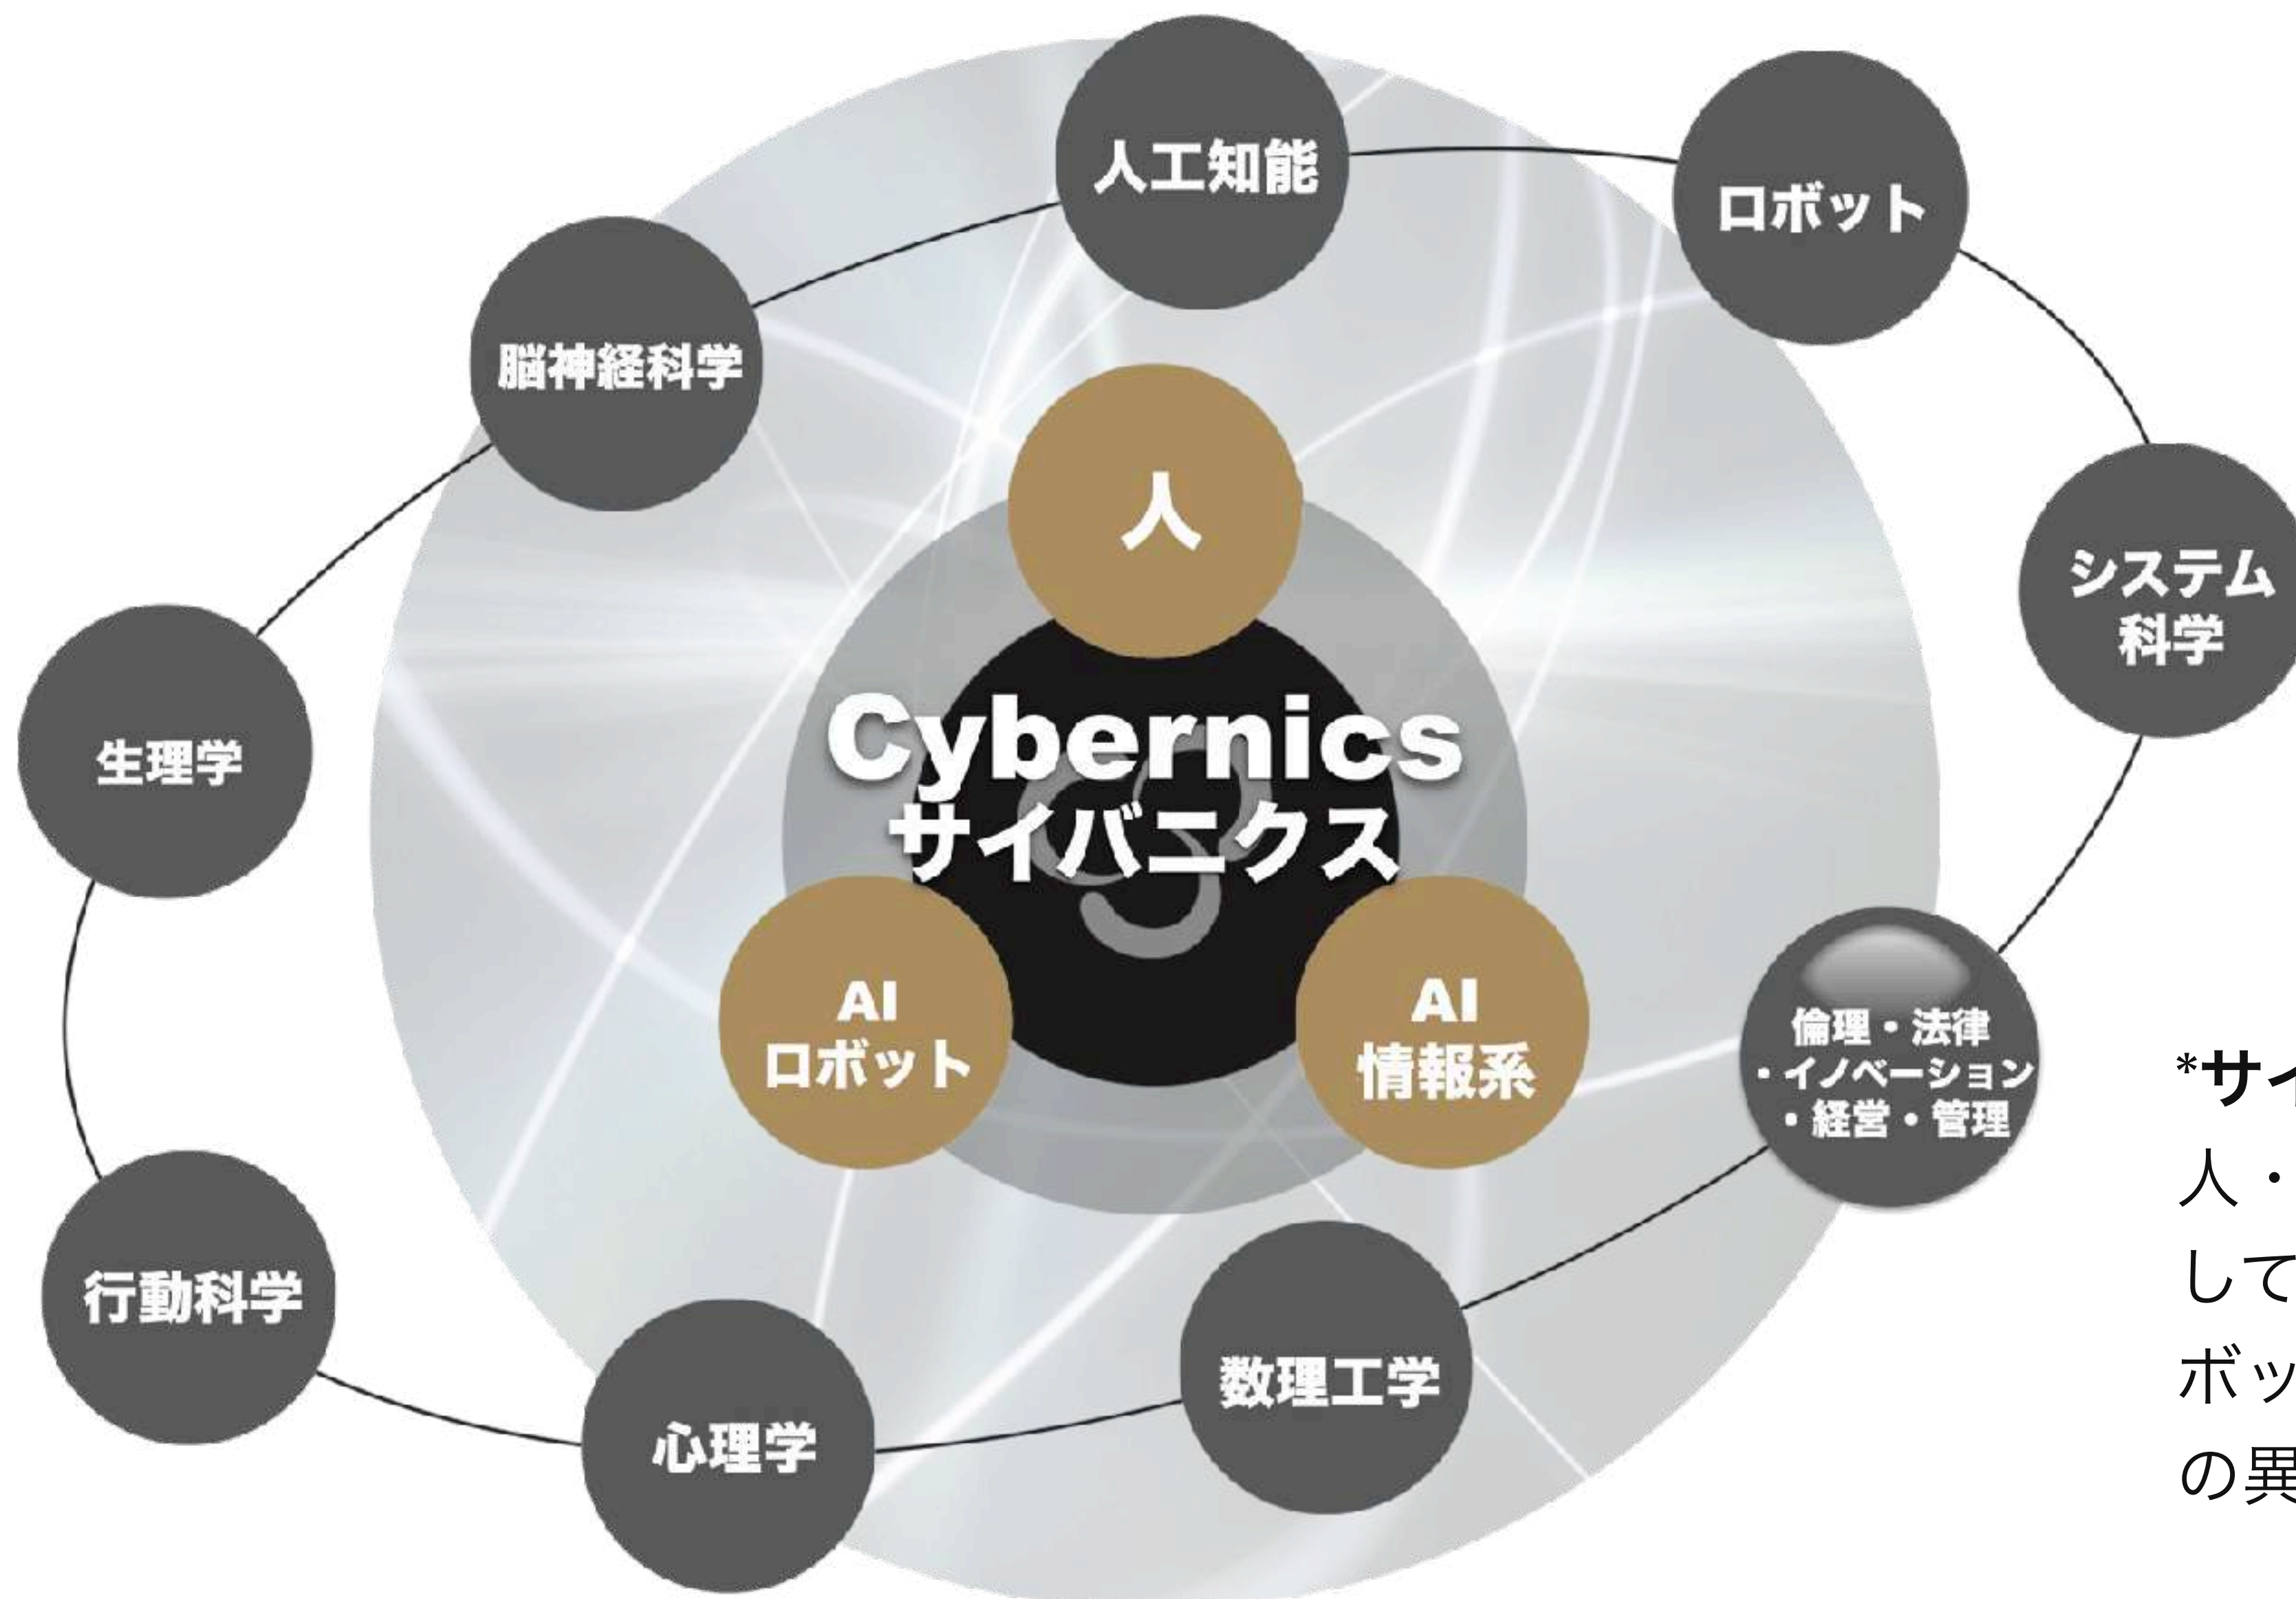 人工知能
ロボット
脳神経科学
人
システム
科学
Cybernics
サイバニクス
生理学
AI
ロボット
AI
情報系
倫理・法律
・イノベーション
・経営・管理
行動科学
心理学
数理工学
*サイ
人・
して
ボッ
の異